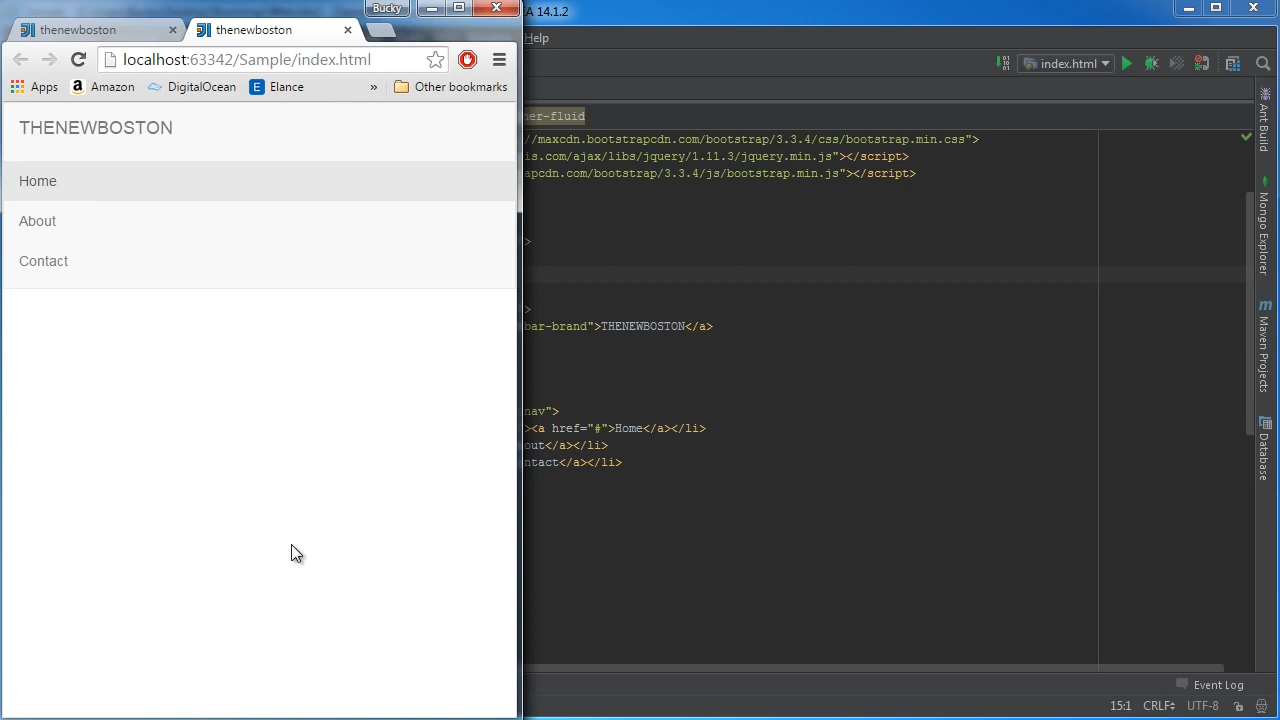 Bucky
thenewboston
thenewboston
localhost:63342/Sample/index.html
Apps
Amazon
DigitalOcean
Elance
»
Other bookmarks
THENEWBOSTON
Home
About
Contact
A 14.1.2
Help
index.html
ner-fluid
//maxcdn.bootstrapcdn.com/bootstrap/3.3.4/css/bootstrap.min.css">
is.com/ajax/libs/jquery/1.11.3/jquery.min.js"></script>
apcdn.com/bootstrap/3.3.4/js/bootstrap.min.js"></script>
>
>
bar-brand">THENEWBOSTON</a>
nav">
><a href="#">Home</a></li>
out</a></li>
ntact</a></li>
Ant Build
Mongo Explorer
Maven Projects
Database
Event Log
15:1 CRLF UTF-8